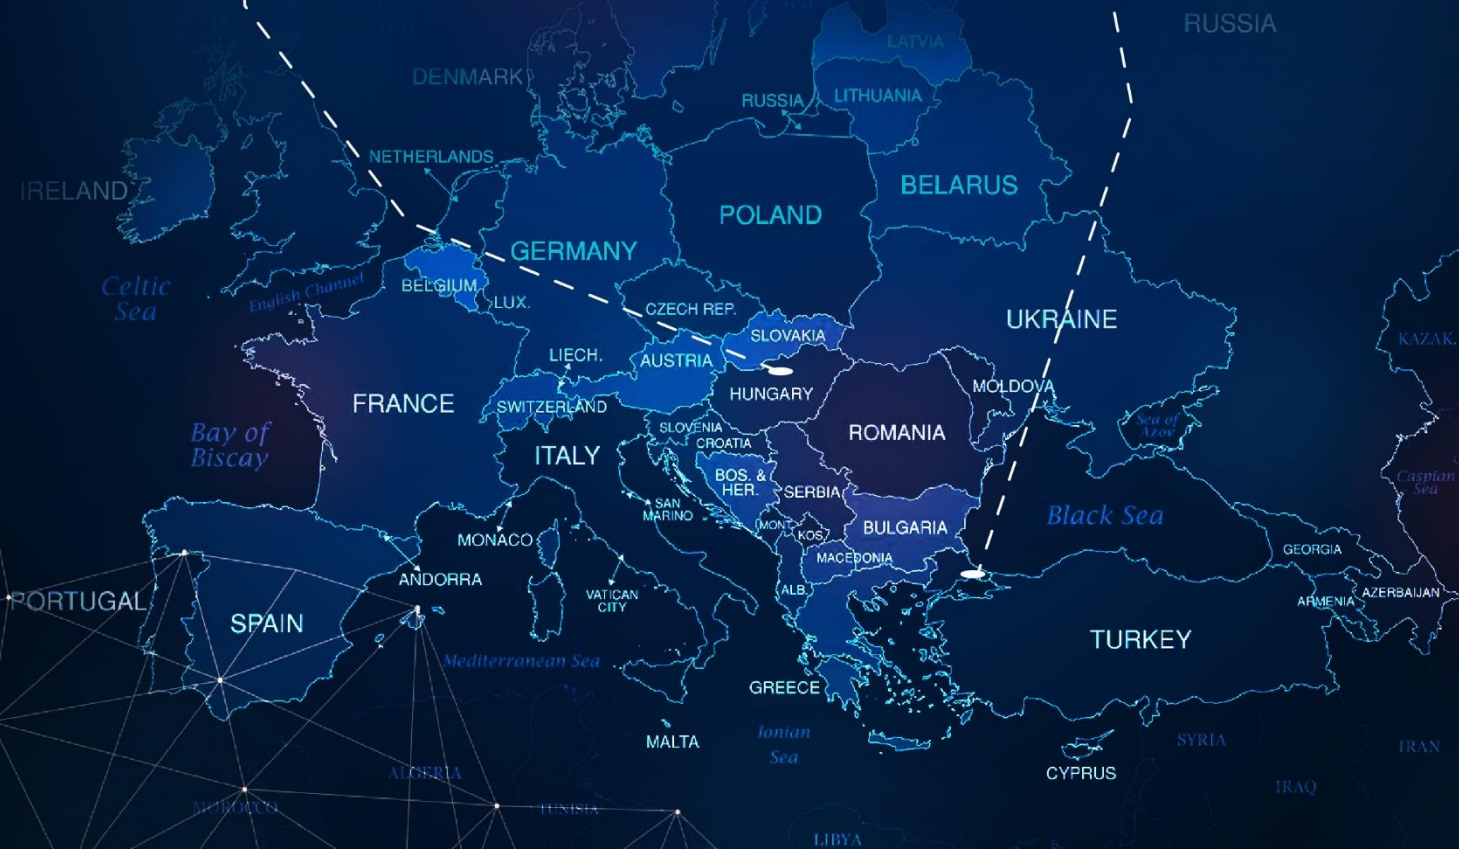 Sea
RUSSIA
LATVIA
DENMARK
RUSSIA
LITHUANIA
NETHERLANDS
IRELAND
BELARUS
POLAND
GERMANY
Celtic
Sea
English Channel
BELGIUM
LUX.
CZECH REP.
UKRAINE
SLOVAKIA
KAZAK.
LIECH.
AUSTRIA
MOLDOVA
HUNGARY
FRANCE
SWITZERLAND
Sea of
Azov
SLOVENIA
CROATIA
ROMANIA
Bay of
Biscay
ITALY
BOS. &
HER.
SERBIA
Caspian
Sea
SAN
MARINO
Black Sea
MONT.
KOS.
BULGARIA
MONACO
GEORGIA
MACEDONIA
ANDORRA
ALB.
VATICAN
CITY
AZERBAIJAN
ARMENIA
PORTUGAL
SPAIN
TURKEY
Mediterranean Sea
GREECE
Ionian
Sea
MALTA
SYRIA
IRAN
CYPRUS
ALGERIA
IRAQ
MOROCCO
TUNISIA
LIBYA